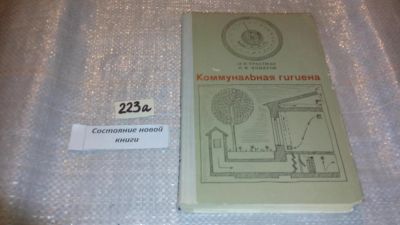 Коммунальная гигиена
223а
Состояние новой
книги